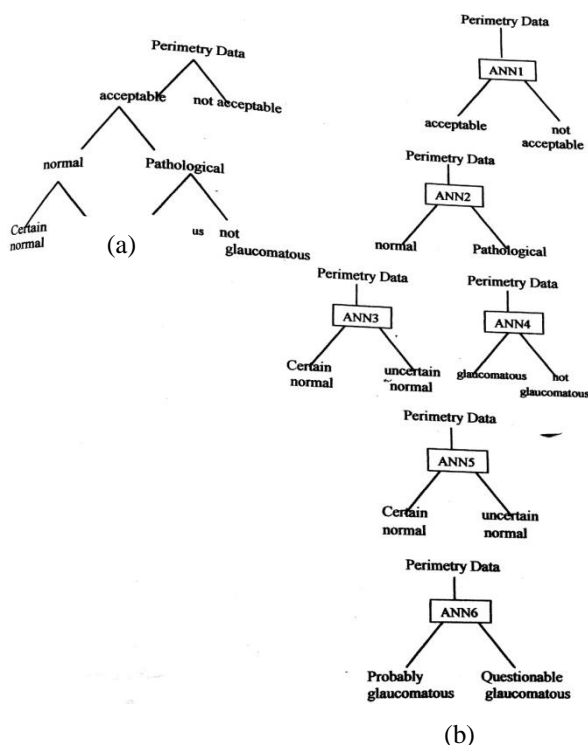 Perimetry Data
acceptable
not acceptable
normal
Pathological
Certain
normal
us
not
glaucomatous
(a)
Perimetry Data
ANN1
acceptable
not
acceptable
Perimetry Data
ANN2
normal
Pathological
Perimetry Data
ANN3
Certain
normal
uncertain
normal
Perimetry Data
ANN4
glaucomatous
not
glaucomatous
Perimetry Data
ANN5
Certain
normal
uncertain
normal
Perimetry Data
ANN6
Probably
glaucomatous
Questionable
glaucomatous
(b)